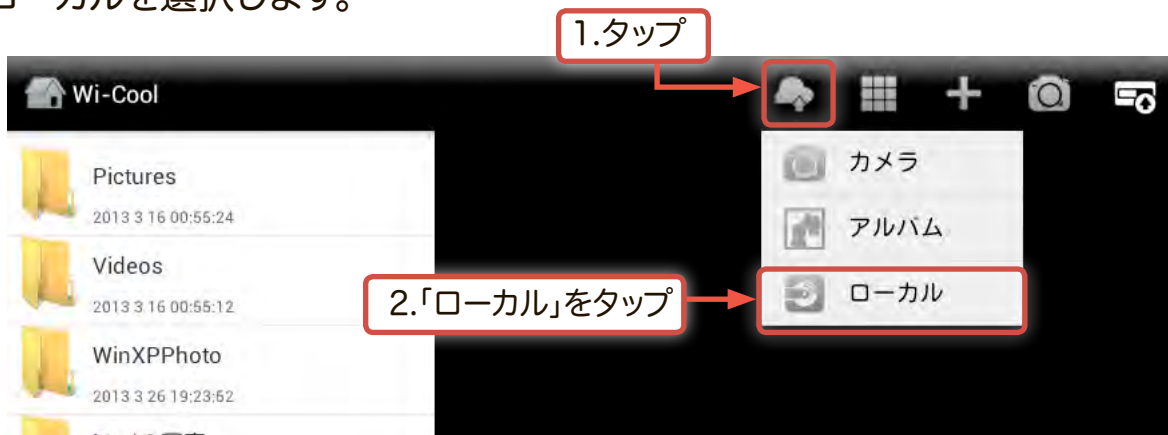 ーカルを選択します。
1.タップ
Wi-Cool
Pictures
2013 3 16 00:55:24
Videos
2013 3 16 00:55:12
WinXPPhoto
2013 3 26 19:23:52
カメラ
アルバム
ローカル
2.「ローカル」をタップ